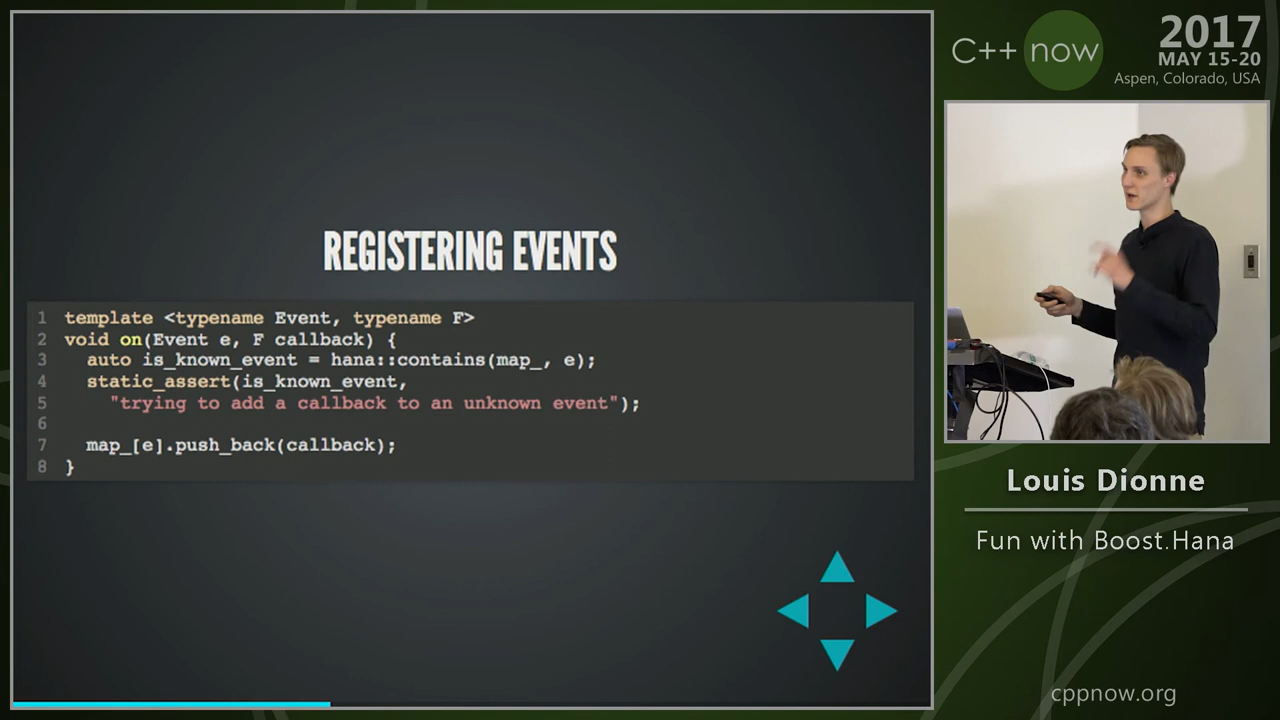 REGISTERING EVENTS
1 template <typename Event, typename F>
2 void on(Event e, F callback) {
3 auto is_known_event = hana::contains(map_, e);
4 static_assert(is_known_event,
5 "trying to add a callback to an unknown event");
6
7 map_[e].push_back(callback);
8 }
C++ now
2017
MAY 15-20
Aspen, Colorado, USA
Louis Dionne
Fun with Boost.Hana
cppnow.org